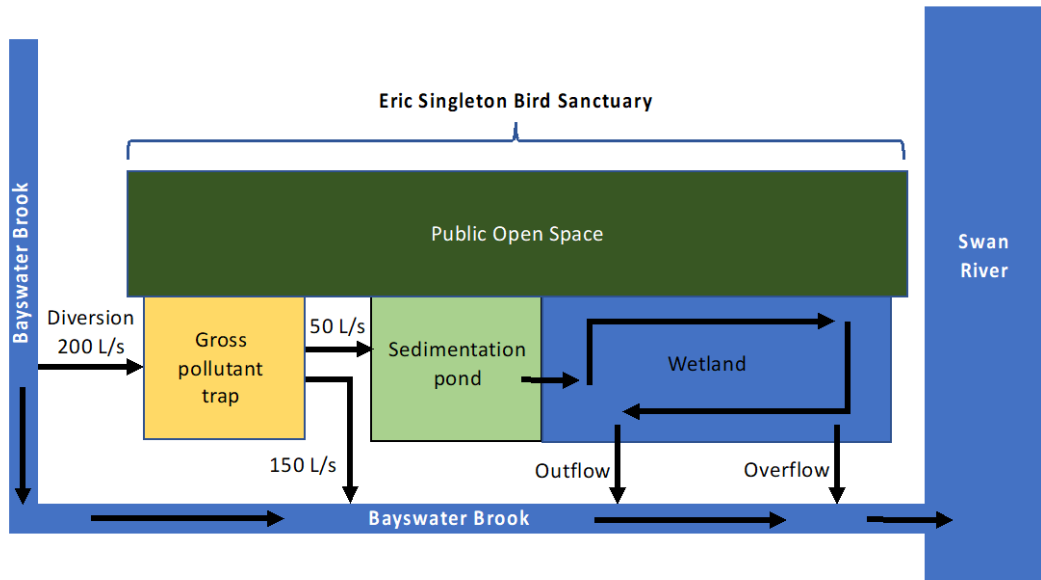 Eric Singleton Bird Sanctuary
Bayswater Brook
Public Open Space
Swan
River
Diversion
200 L/s
Gross
pollutant
trap
50 L/s
Sedimentation
pond
Wetland
150 L/s
Outflow
Overflow
Bayswater Brook